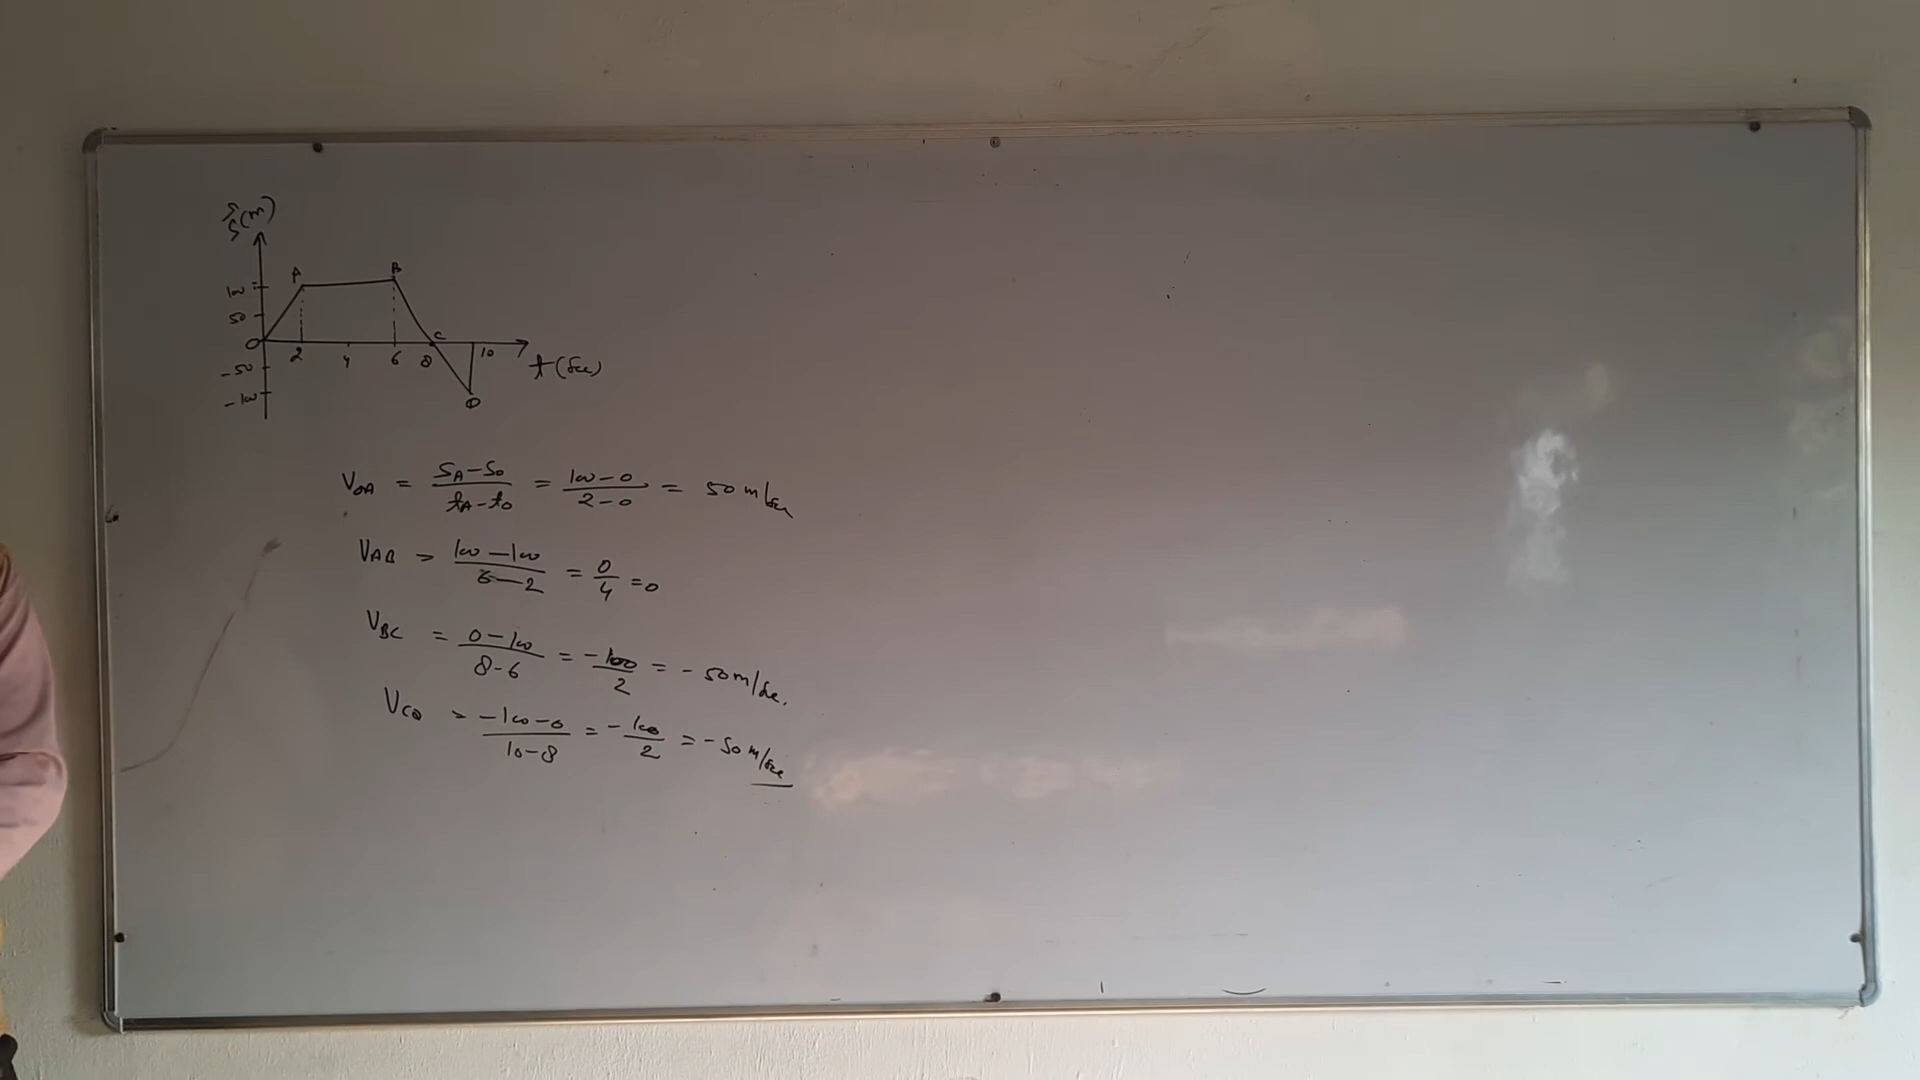 S(m)
A B
100
50
O C
2 4 6 8 10 t (sec)
-50
-100
D
V_OA = (S_A - S_O)/(t_A - t_O) = (100 - 0)/(2 - 0) = 50 m/sec
V_AB = (100 - 100)/(6 - 2) = 0/4 = 0
V_BC = (0 - 100)/(8 - 6) = -100/2 = -50 m/sec.
V_CD = (-100 - 0)/(10 - 8) = -100/2 = -50 m/sec